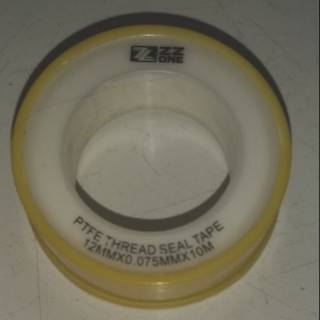 ZZ
ONE
PTFE THREAD SEAL TAPE
12MMX0.075MMX10M